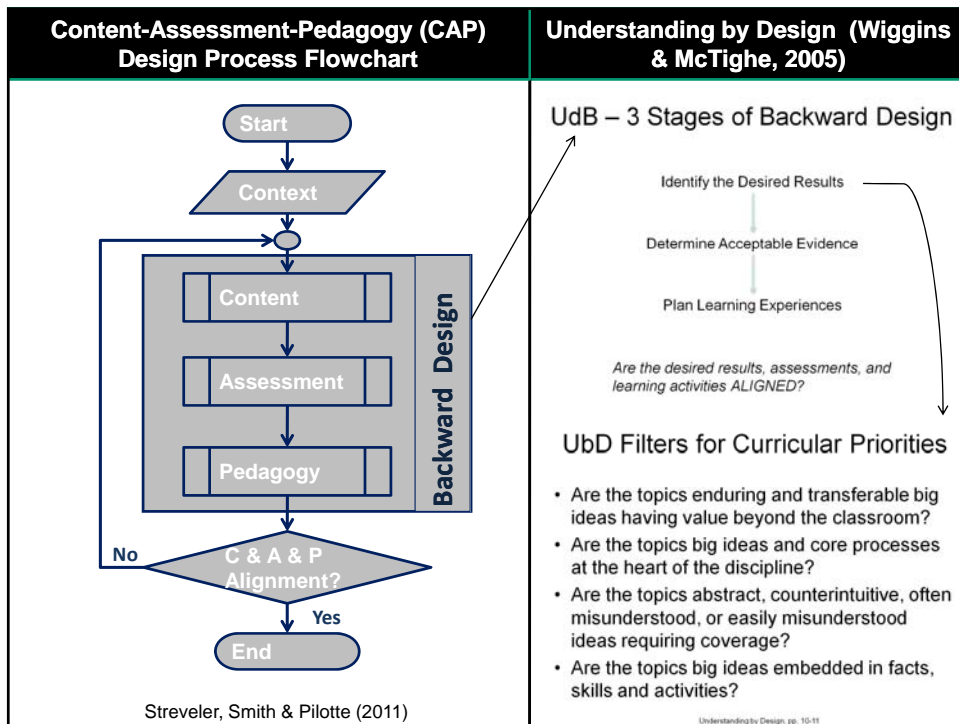 Content-Assessment-Pedagogy (CAP)
Design Process Flowchart
Start
Context
Content
Assessment
Pedagogy
Backward Design
No
C & A & P
Alignment?
Yes
End
Streveler, Smith & Pilotte (2011)
Understanding by Design (Wiggins
& McTighe, 2005)
UdB – 3 Stages of Backward Design
Identify the Desired Results
Determine Acceptable Evidence
Plan Learning Experiences
Are the desired results, assessments, and
learning activities ALIGNED?
UbD Filters for Curricular Priorities
• Are the topics enduring and transferable big
ideas having value beyond the classroom?
• Are the topics big ideas and core processes
at the heart of the discipline?
• Are the topics abstract, counterintuitive, often
misunderstood, or easily misunderstood
ideas requiring coverage?
• Are the topics big ideas embedded in facts,
skills and activities?
Understanding by Design, pp. 10-11